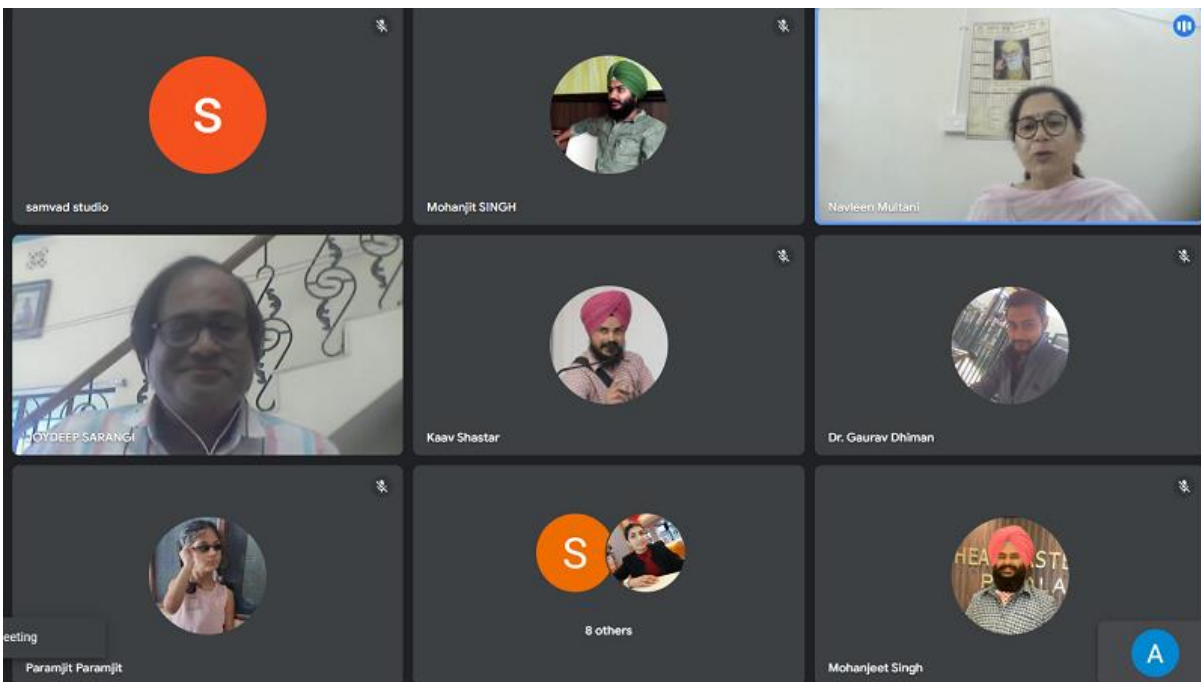 S
samvad studio
Mohanjit SINGH
Navleen Multani
JOYDEEP SARANGI
Kaav Shastar
Dr. Gaurav Dhiman
eeting
Paramjit Paramjit
S
8 others
Mohanjeet Singh
A